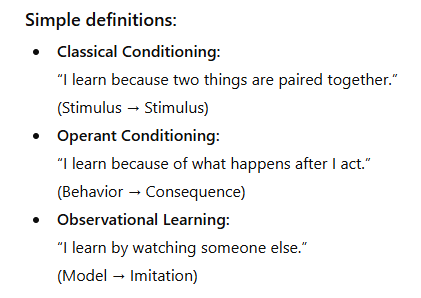 Simple definitions:
• Classical Conditioning:
“I learn because two things are paired together.”
(Stimulus → Stimulus)
• Operant Conditioning:
“I learn because of what happens after I act.”
(Behavior → Consequence)
• Observational Learning:
“I learn by watching someone else.”
(Model → Imitation)